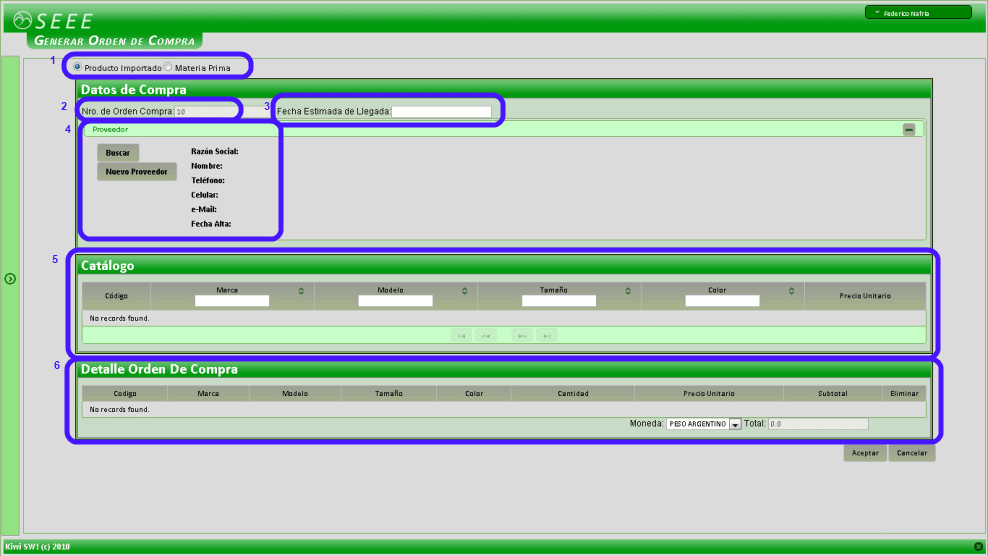 SEEE
Federico Nafria
GENERAR ORDEN DE COMPRA
1 Producto Importado Materia Prima
Datos de Compra
2 Nro. de Orden Compra: 10 3 Fecha Estimada de Llegada:
4 Proveedor
Buscar
Nuevo Proveedor
Razón Social:
Nombre:
Teléfono:
Celular:
e-Mail:
Fecha Alta:
5 Catálogo
Código Marca Modelo Tamaño Color Precio Unitario
No records found.
6 Detalle Orden De Compra
Codigo Marca Modelo Tamaño Color Cantidad Precio Unitario Subtotal Eliminar
No records found.
Moneda: PESO ARGENTINO Total: 0.0
Aceptar Cancelar
Kiwi SW! (c) 2010